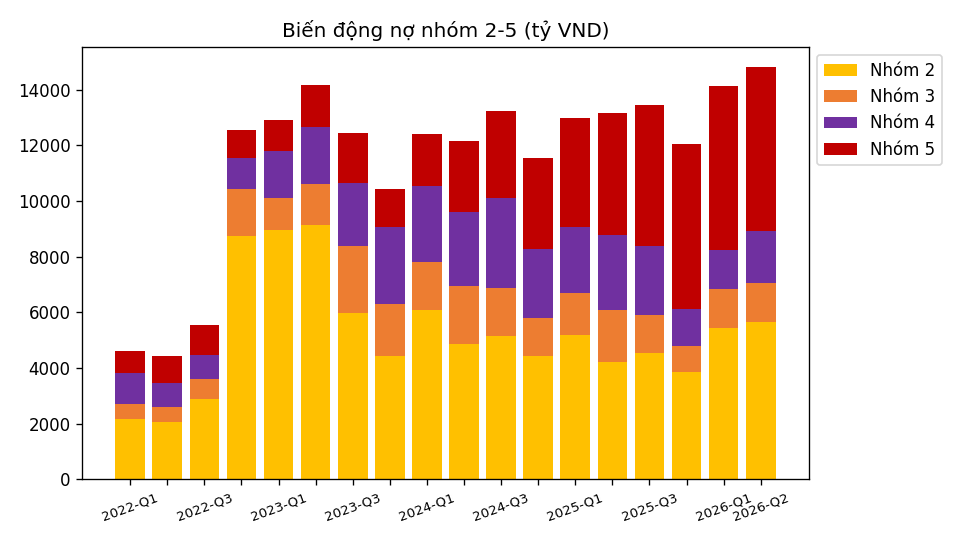 Biến động nợ nhóm 2-5 (tỷ VND)
14000
12000
10000
8000
6000
4000
2000
0
2022-Q1
2022-Q3
2023-Q1
2023-Q3
2024-Q1
2024-Q3
2025-Q1
2025-Q3
2026-Q1
2026-Q2
Nhóm 2
Nhóm 3
Nhóm 4
Nhóm 5